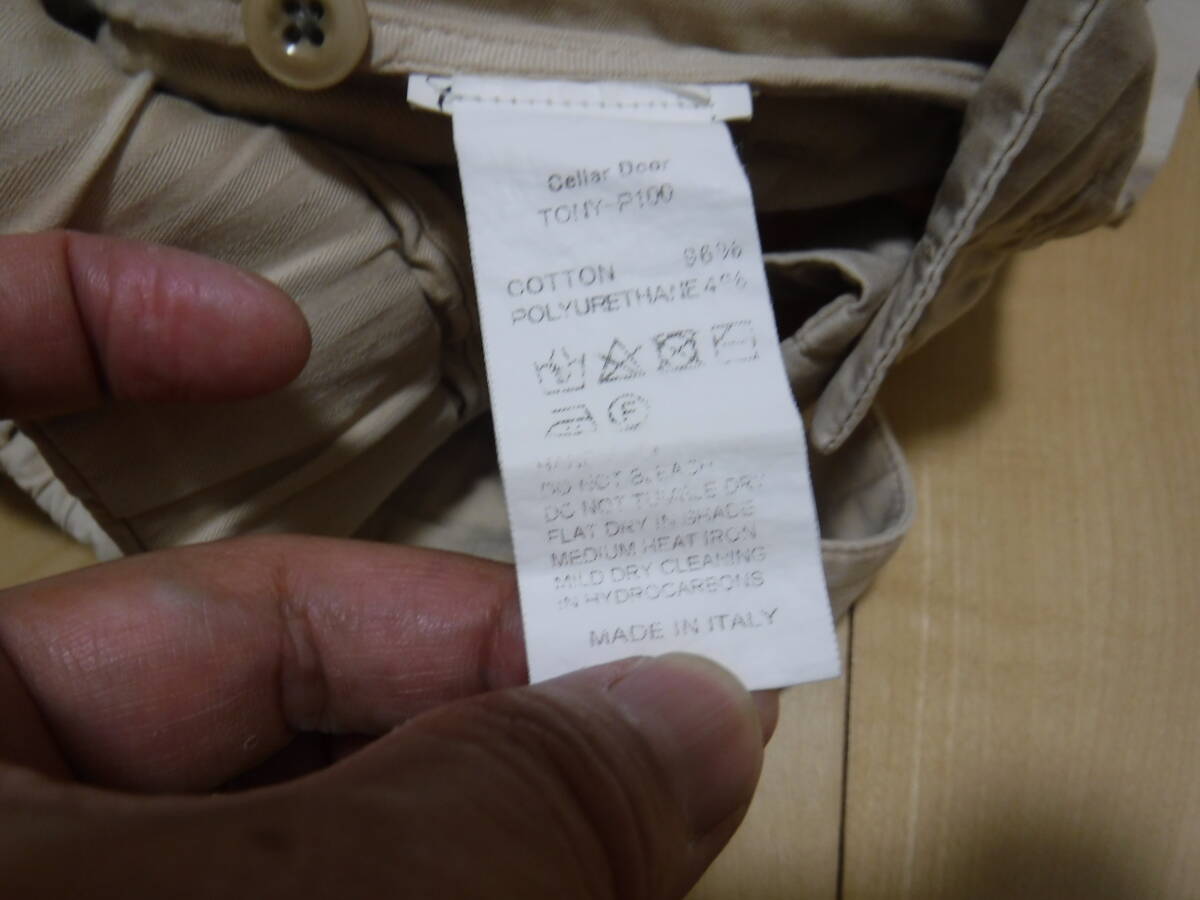 Cellar Door
TONY-P100
COTTON 96%
POLYURETHANE 4%
DO NOT BLEACH
DO NOT TUMBLE DRY
FLAT DRY IN SHADE
MEDIUM HEAT IRON
MILD DRY CLEANING
IN HYDROCARBONS
MADE IN ITALY